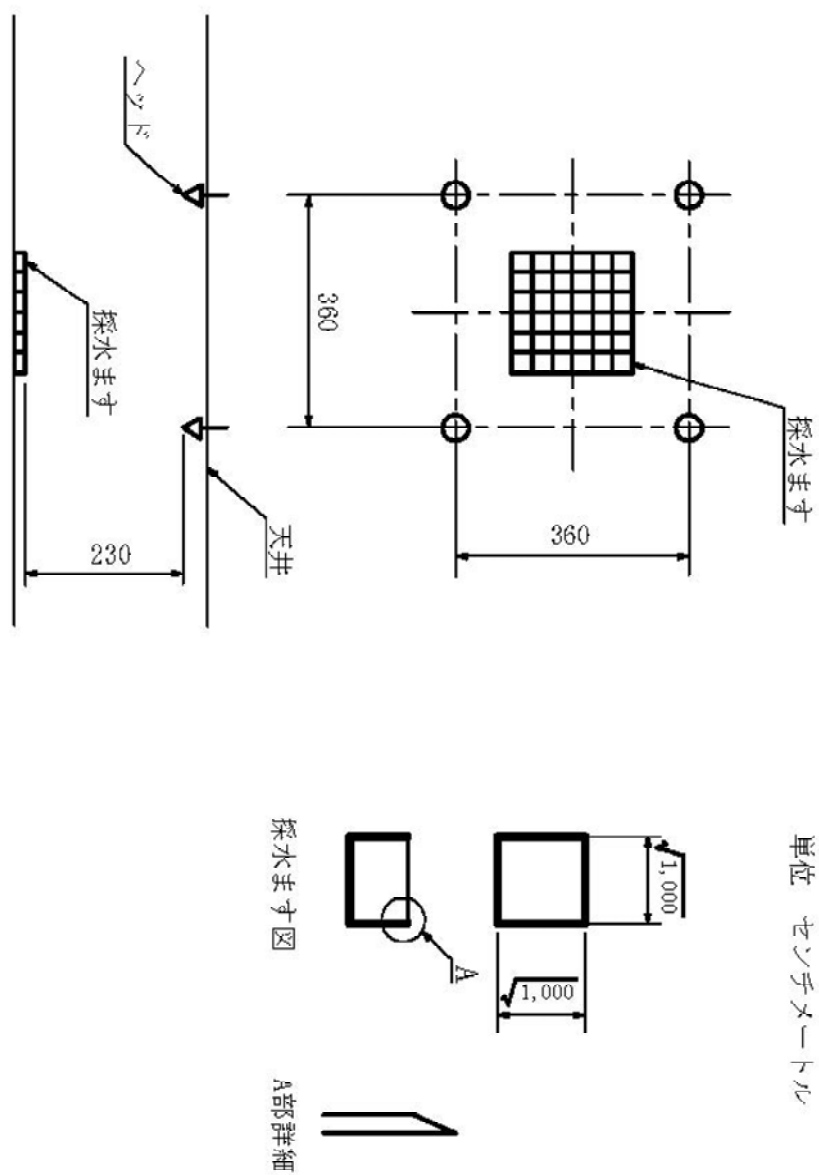 単位 センチメートル
採水ます
360
360
ヘッド
採水ます
天井
230
√1,000
√1,000
A
採水ます図
A部詳細